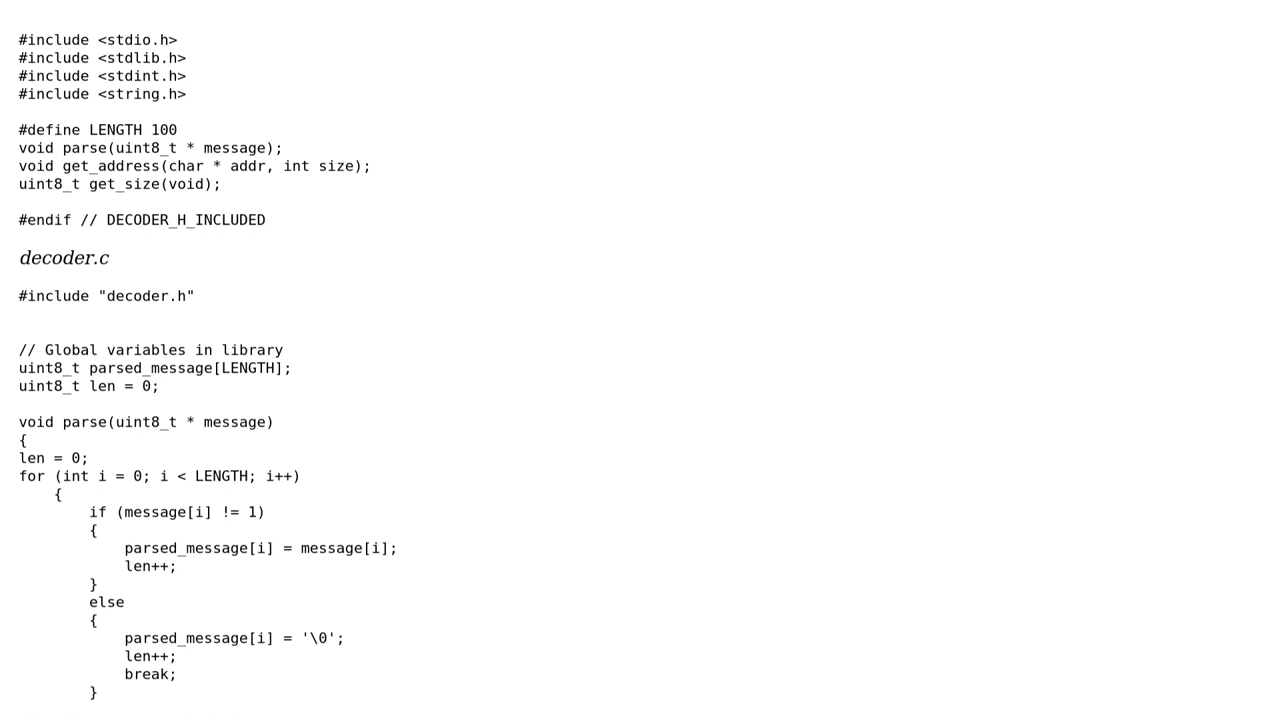 #include <stdio.h>
#include <stdlib.h>
#include <stdint.h>
#include <string.h>

#define LENGTH 100
void parse(uint8_t * message);
void get_address(char * addr, int size);
uint8_t get_size(void);

#endif // DECODER_H_INCLUDED

decoder.c

#include "decoder.h"


// Global variables in library
uint8_t parsed_message[LENGTH];
uint8_t len = 0;

void parse(uint8_t * message)
{
len = 0;
for (int i = 0; i < LENGTH; i++)
    {
        if (message[i] != 1)
        {
            parsed_message[i] = message[i];
            len++;
        }
        else
        {
            parsed_message[i] = '\0';
            len++;
            break;
        }